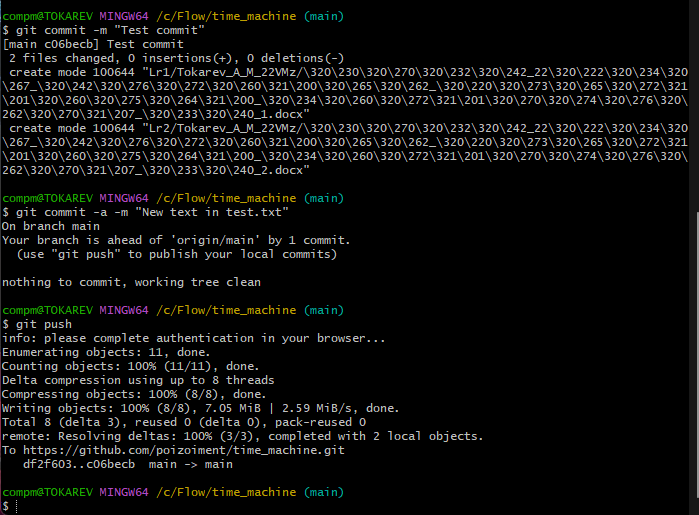 compm@TOKAREV MINGW64 /c/Flow/time_machine (main)
$ git commit -m "Test commit"
[main c06becb] Test commit
 2 files changed, 0 insertions(+), 0 deletions(-)
 create mode 100644 "Lr1/Tokarev_A_M_22VMz/\320\230\320\270\320\232\320\242_22\320\222\320\234\320
\267_\320\242\320\276\320\272\320\260\321\200\320\265\320\262_\320\220\320\273\320\265\320\272\321
\201\320\260\320\275\320\264\321\200_\320\234\320\260\320\272\321\201\320\270\320\274\320\276\320\
262\320\270\321\207_\320\233\320\240_1.docx"
 create mode 100644 "Lr2/Tokarev_A_M_22VMz/\320\230\320\270\320\232\320\242_22\320\222\320\234\320
\267_\320\242\320\276\320\272\320\260\321\200\320\265\320\262_\320\220\320\273\320\265\320\272\321
\201\320\260\320\275\320\264\321\200_\320\234\320\260\320\272\321\201\320\270\320\274\320\276\320\
262\320\270\321\207_\320\233\320\240_2.docx"
compm@TOKAREV MINGW64 /c/Flow/time_machine (main)
$ git commit -a -m "New text in test.txt"
On branch main
Your branch is ahead of 'origin/main' by 1 commit.
  (use "git push" to publish your local commits)
nothing to commit, working tree clean
compm@TOKAREV MINGW64 /c/Flow/time_machine (main)
$ git push
info: please complete authentication in your browser...
Enumerating objects: 11, done.
Counting objects: 100% (11/11), done.
Delta compression using up to 8 threads
Compressing objects: 100% (8/8), done.
Writing objects: 100% (8/8), 7.05 MiB | 2.59 MiB/s, done.
Total 8 (delta 3), reused 0 (delta 0), pack-reused 0
remote: Resolving deltas: 100% (3/3), completed with 2 local objects.
To https://github.com/poizoiment/time_machine.git
   df2f603..c06becb  main -> main
compm@TOKAREV MINGW64 /c/Flow/time_machine (main)
$